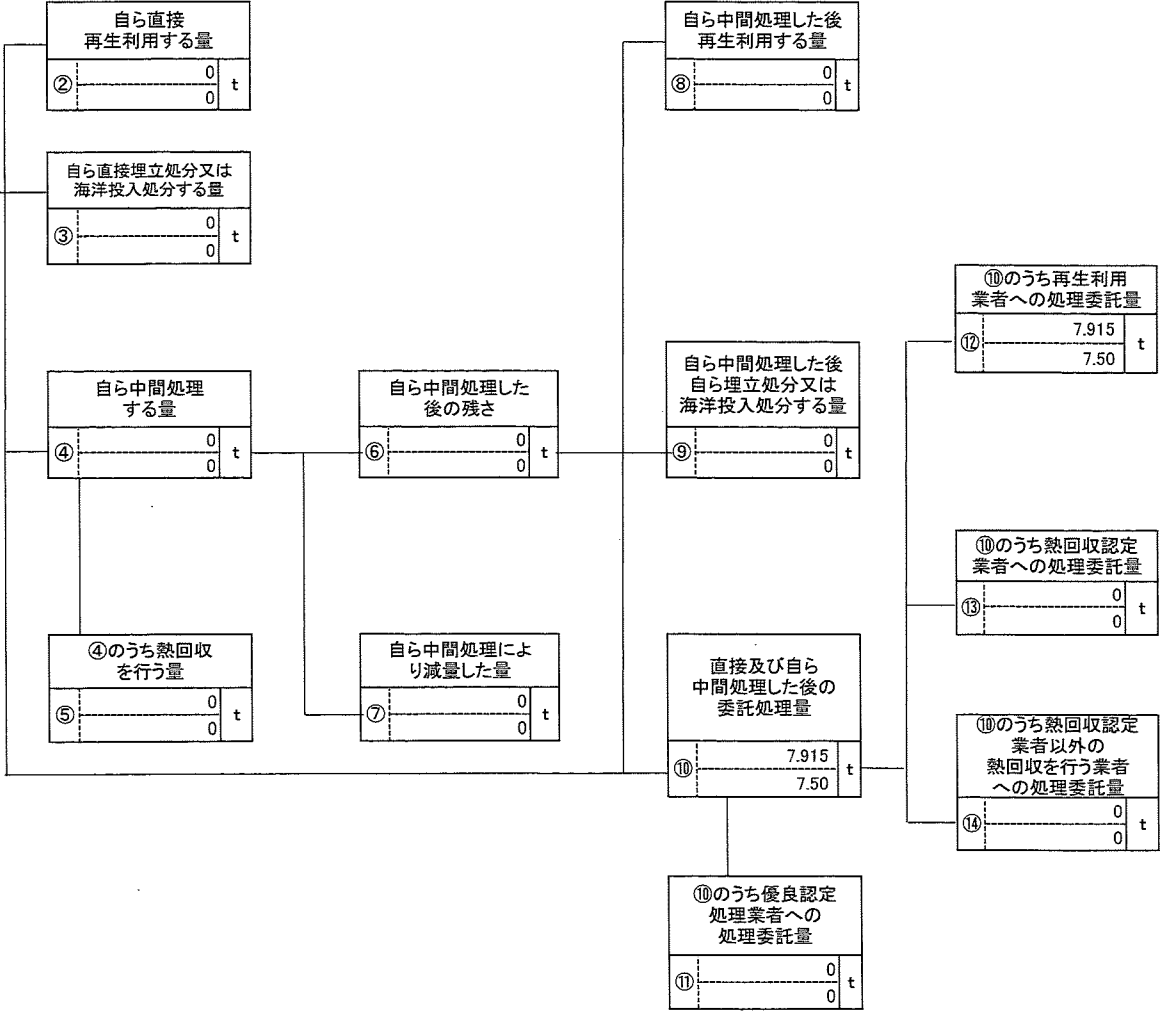 自ら直接
再生利用する量
②
0
0
t
自ら直接埋立処分又は
海洋投入処分する量
③
0
0
t
自ら中間処理
する量
④
0
0
t
④のうち熱回収
を行う量
⑤
0
0
t
自ら中間処理した
後の残さ
⑥
0
0
t
自ら中間処理によ
り減量した量
⑦
0
0
t
自ら中間処理した後
再生利用する量
⑧
0
0
t
自ら中間処理した後
自ら埋立処分又は
海洋投入処分する量
⑨
0
0
t
直接及び自ら
中間処理した後の
委託処理量
⑩
7.915
7.50
t
⑩のうち優良認定
処理業者への
処理委託量
⑪
0
0
t
⑩のうち再生利用
業者への処理委託量
⑫
7.915
7.50
t
⑩のうち熱回収認定
業者への処理委託量
⑬
0
0
t
⑩のうち熱回収認定
業者以外の
熱回収を行う業者
への処理委託量
⑭
0
0
t